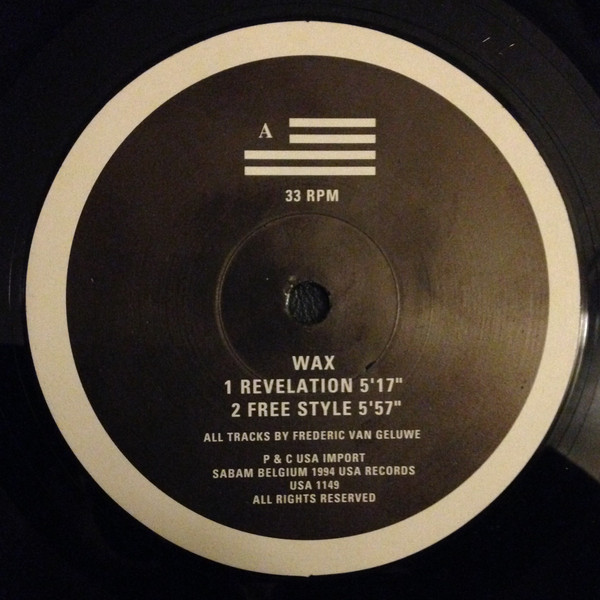 A
33 RPM
WAX
1 REVELATION 5'17"
2 FREE STYLE 5'57"
ALL TRACKS BY FREDERIC VAN GELUWE
P & C USA IMPORT
SABAM BELGIUM 1994 USA RECORDS
USA 1149
ALL RIGHTS RESERVED